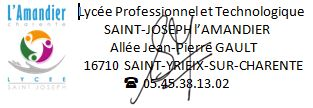 L'Amandier
charente
LYCEE
SAINT JOSEPH
Lycée Professionnel et Technologique
SAINT-JOSEPH l'AMANDIER
Allée Jean-Pierre GAULT
16710 SAINT-YRIEIX-SUR-CHARENTE
☎ 05.45.38.13.02